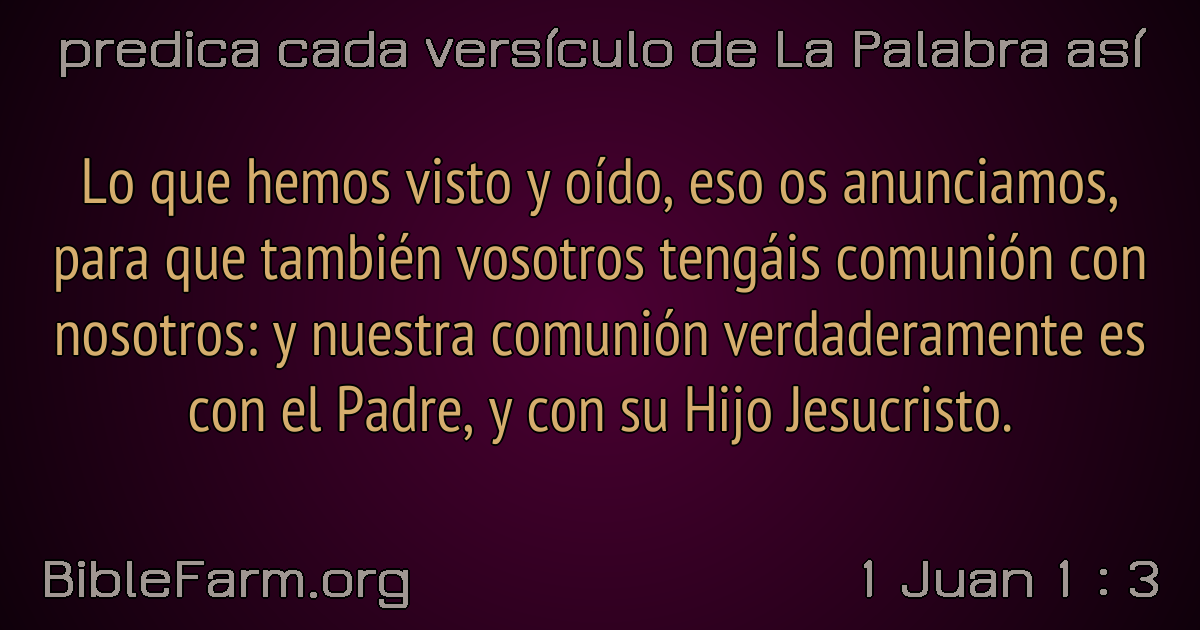 predica cada versículo de La Palabra así
Lo que hemos visto y oído, eso os anunciamos,
para que también vosotros tengáis comunión con
nosotros: y nuestra comunión verdaderamente es
con el Padre, y con su Hijo Jesucristo.
BibleFarm.org
1 Juan 1 : 3